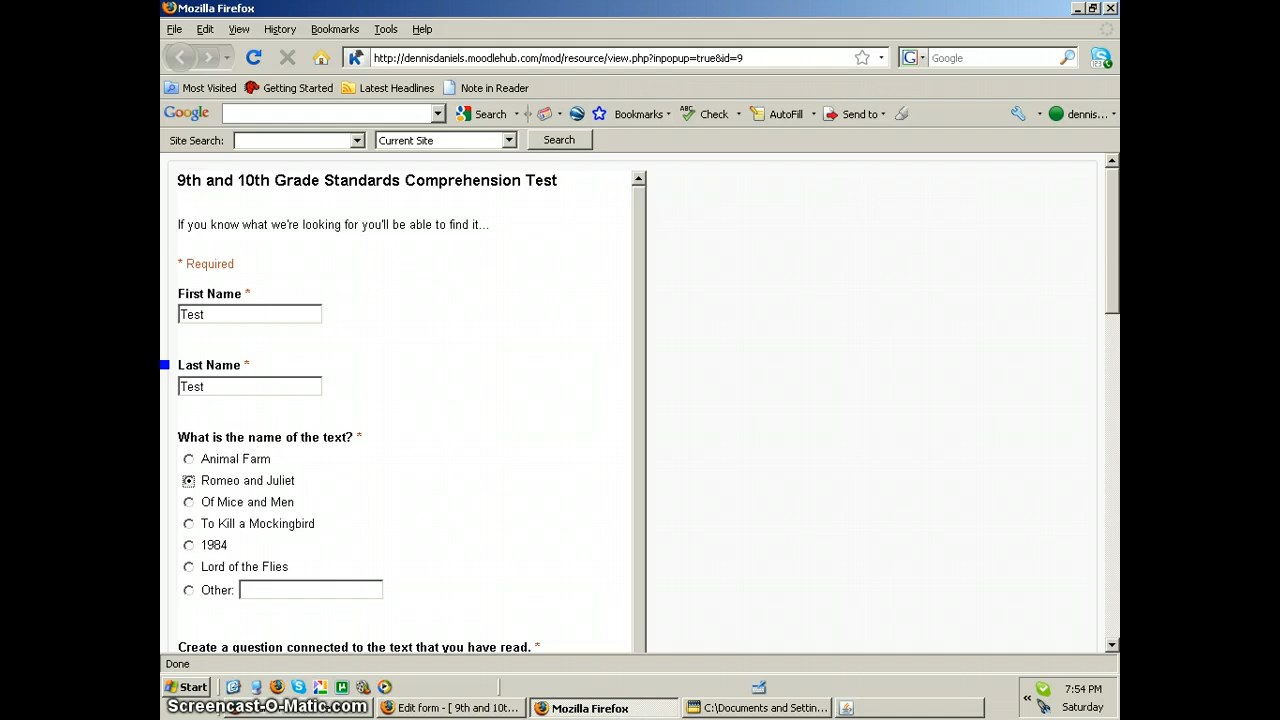 Mozilla Firefox
File Edit View History Bookmarks Tools Help
http://dennisdaniels.moodlehub.com/mod/resource/view.php?inpopup=true&id=9
G Google
Most Visited Getting Started Latest Headlines Note in Reader
Google Search Bookmarks Check AutoFill Send to dennis...
Site Search: Current Site Search
9th and 10th Grade Standards Comprehension Test
If you know what we're looking for you'll be able to find it...
* Required
First Name *
Test
Last Name *
Test
What is the name of the text? *
Animal Farm
Romeo and Juliet
Of Mice and Men
To Kill a Mockingbird
1984
Lord of the Flies
Other:
Create a question connected to the text that you have read. *
Done
Start 7:54 PM
Screencast-O-Matic.com Edit form - [ 9th and 10t... Mozilla Firefox C:\Documents and Settin... Saturday